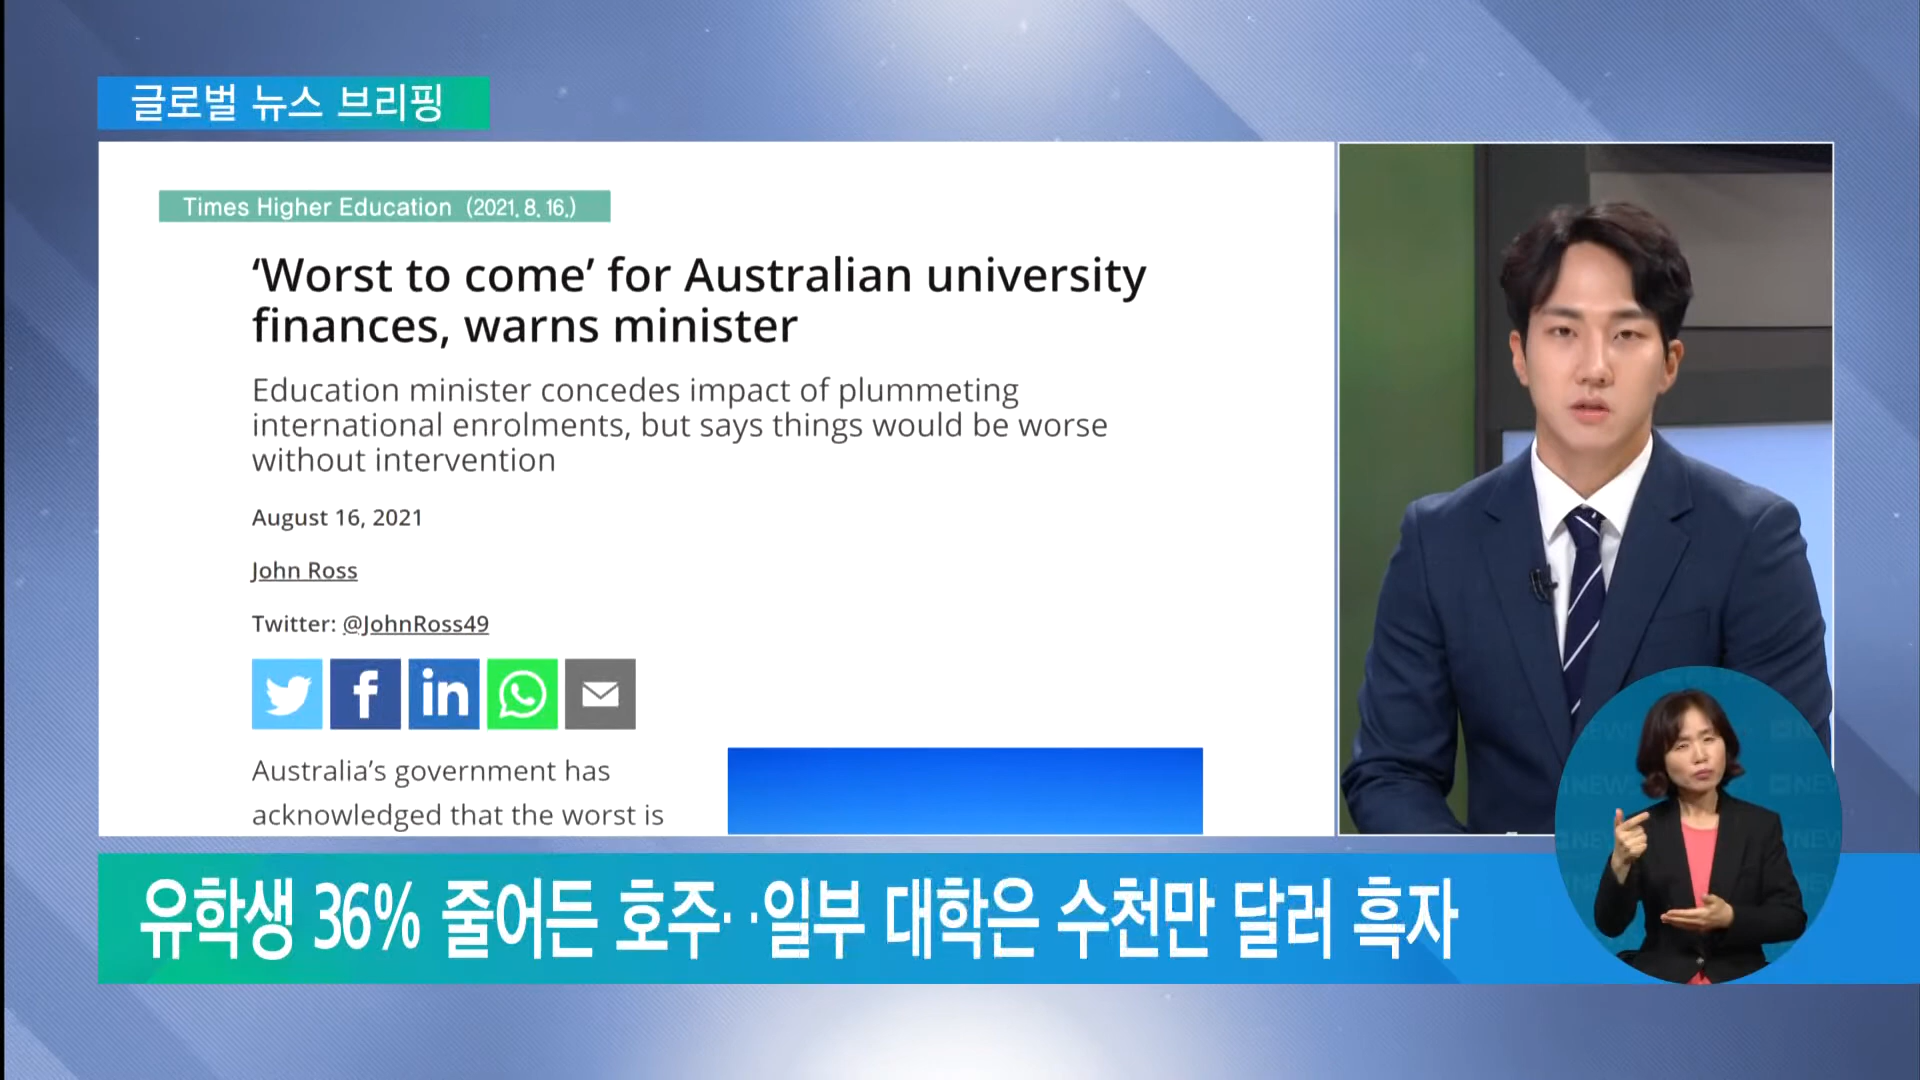 글로벌 뉴스 브리핑
Times Higher Education (2021. 8. 16.)
‘Worst to come’ for Australian university
finances, warns minister
Education minister concedes impact of plummeting
international enrolments, but says things would be worse
without intervention
August 16, 2021
John Ross
Twitter: @JohnRoss49
Australia’s government has
acknowledged that the worst is
유학생 36% 줄어든 호주‥일부 대학은 수천만 달러 흑자